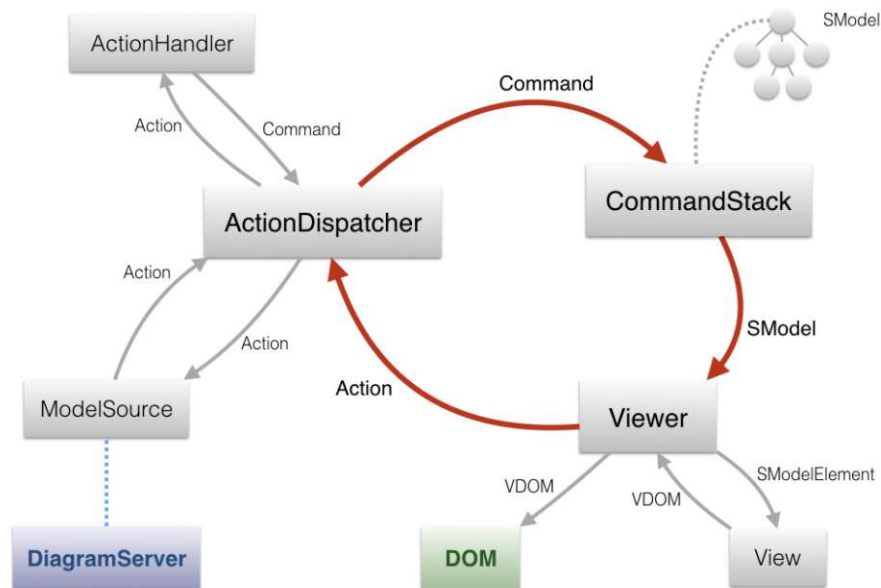 SModel
ActionHandler
Command
Action
Command
CommandStack
ActionDispatcher
Action
Action
SModel
Action
ModelSource
Viewer
SModelElement
VDOM
VDOM
DiagramServer
DOM
View